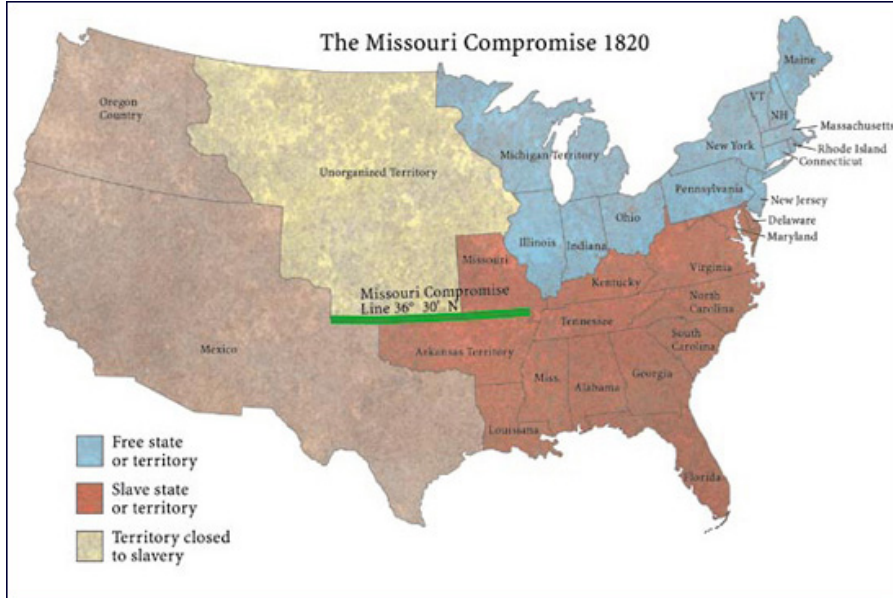 The Missouri Compromise 1820
Maine
Oregon
Country
VT
NH
Massachusetts
New York
Rhode Island
Connecticut
Michigan Territory
Unorganized Territory
Pennsylvania
New Jersey
Ohio
Delaware
Illinois
Indiana
Maryland
Missouri
Virginia
Kentucky
Missouri Compromise
Line 36° 30' N
North
Carolina
Tennessee
South
Carolina
Mexico
Arkansas Territory
Miss.
Alabama
Georgia
Louisiana
Florida
Free state
or territory
Slave state
or territory
Territory closed
to slavery